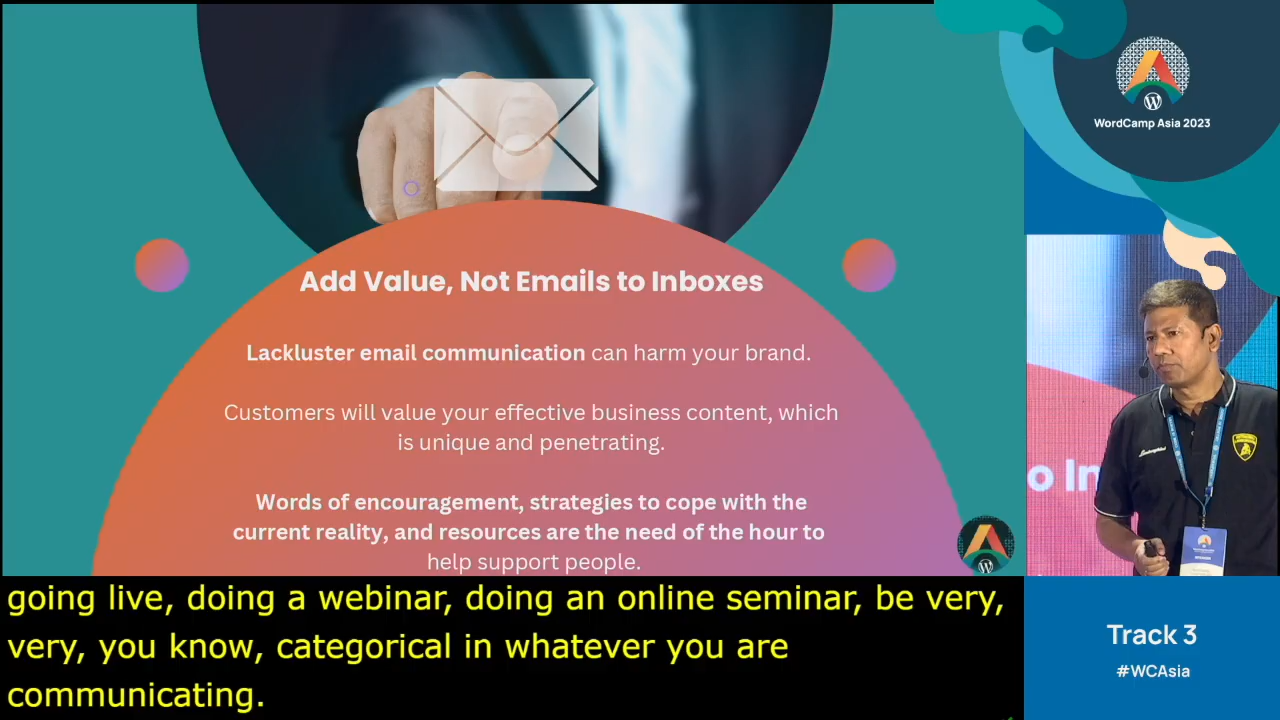 Add Value, Not Emails to Inboxes
Lackluster email communication can harm your brand.
Customers will value your effective business content, which
is unique and penetrating.
Words of encouragement, strategies to cope with the
current reality, and resources are the need of the hour to
help support people.
going live, doing a webinar, doing an online seminar, be very,
very, you know, categorical in whatever you are
communicating.
WordCamp Asia 2023
o In
Lamborghini
Track 3
#WCAsia